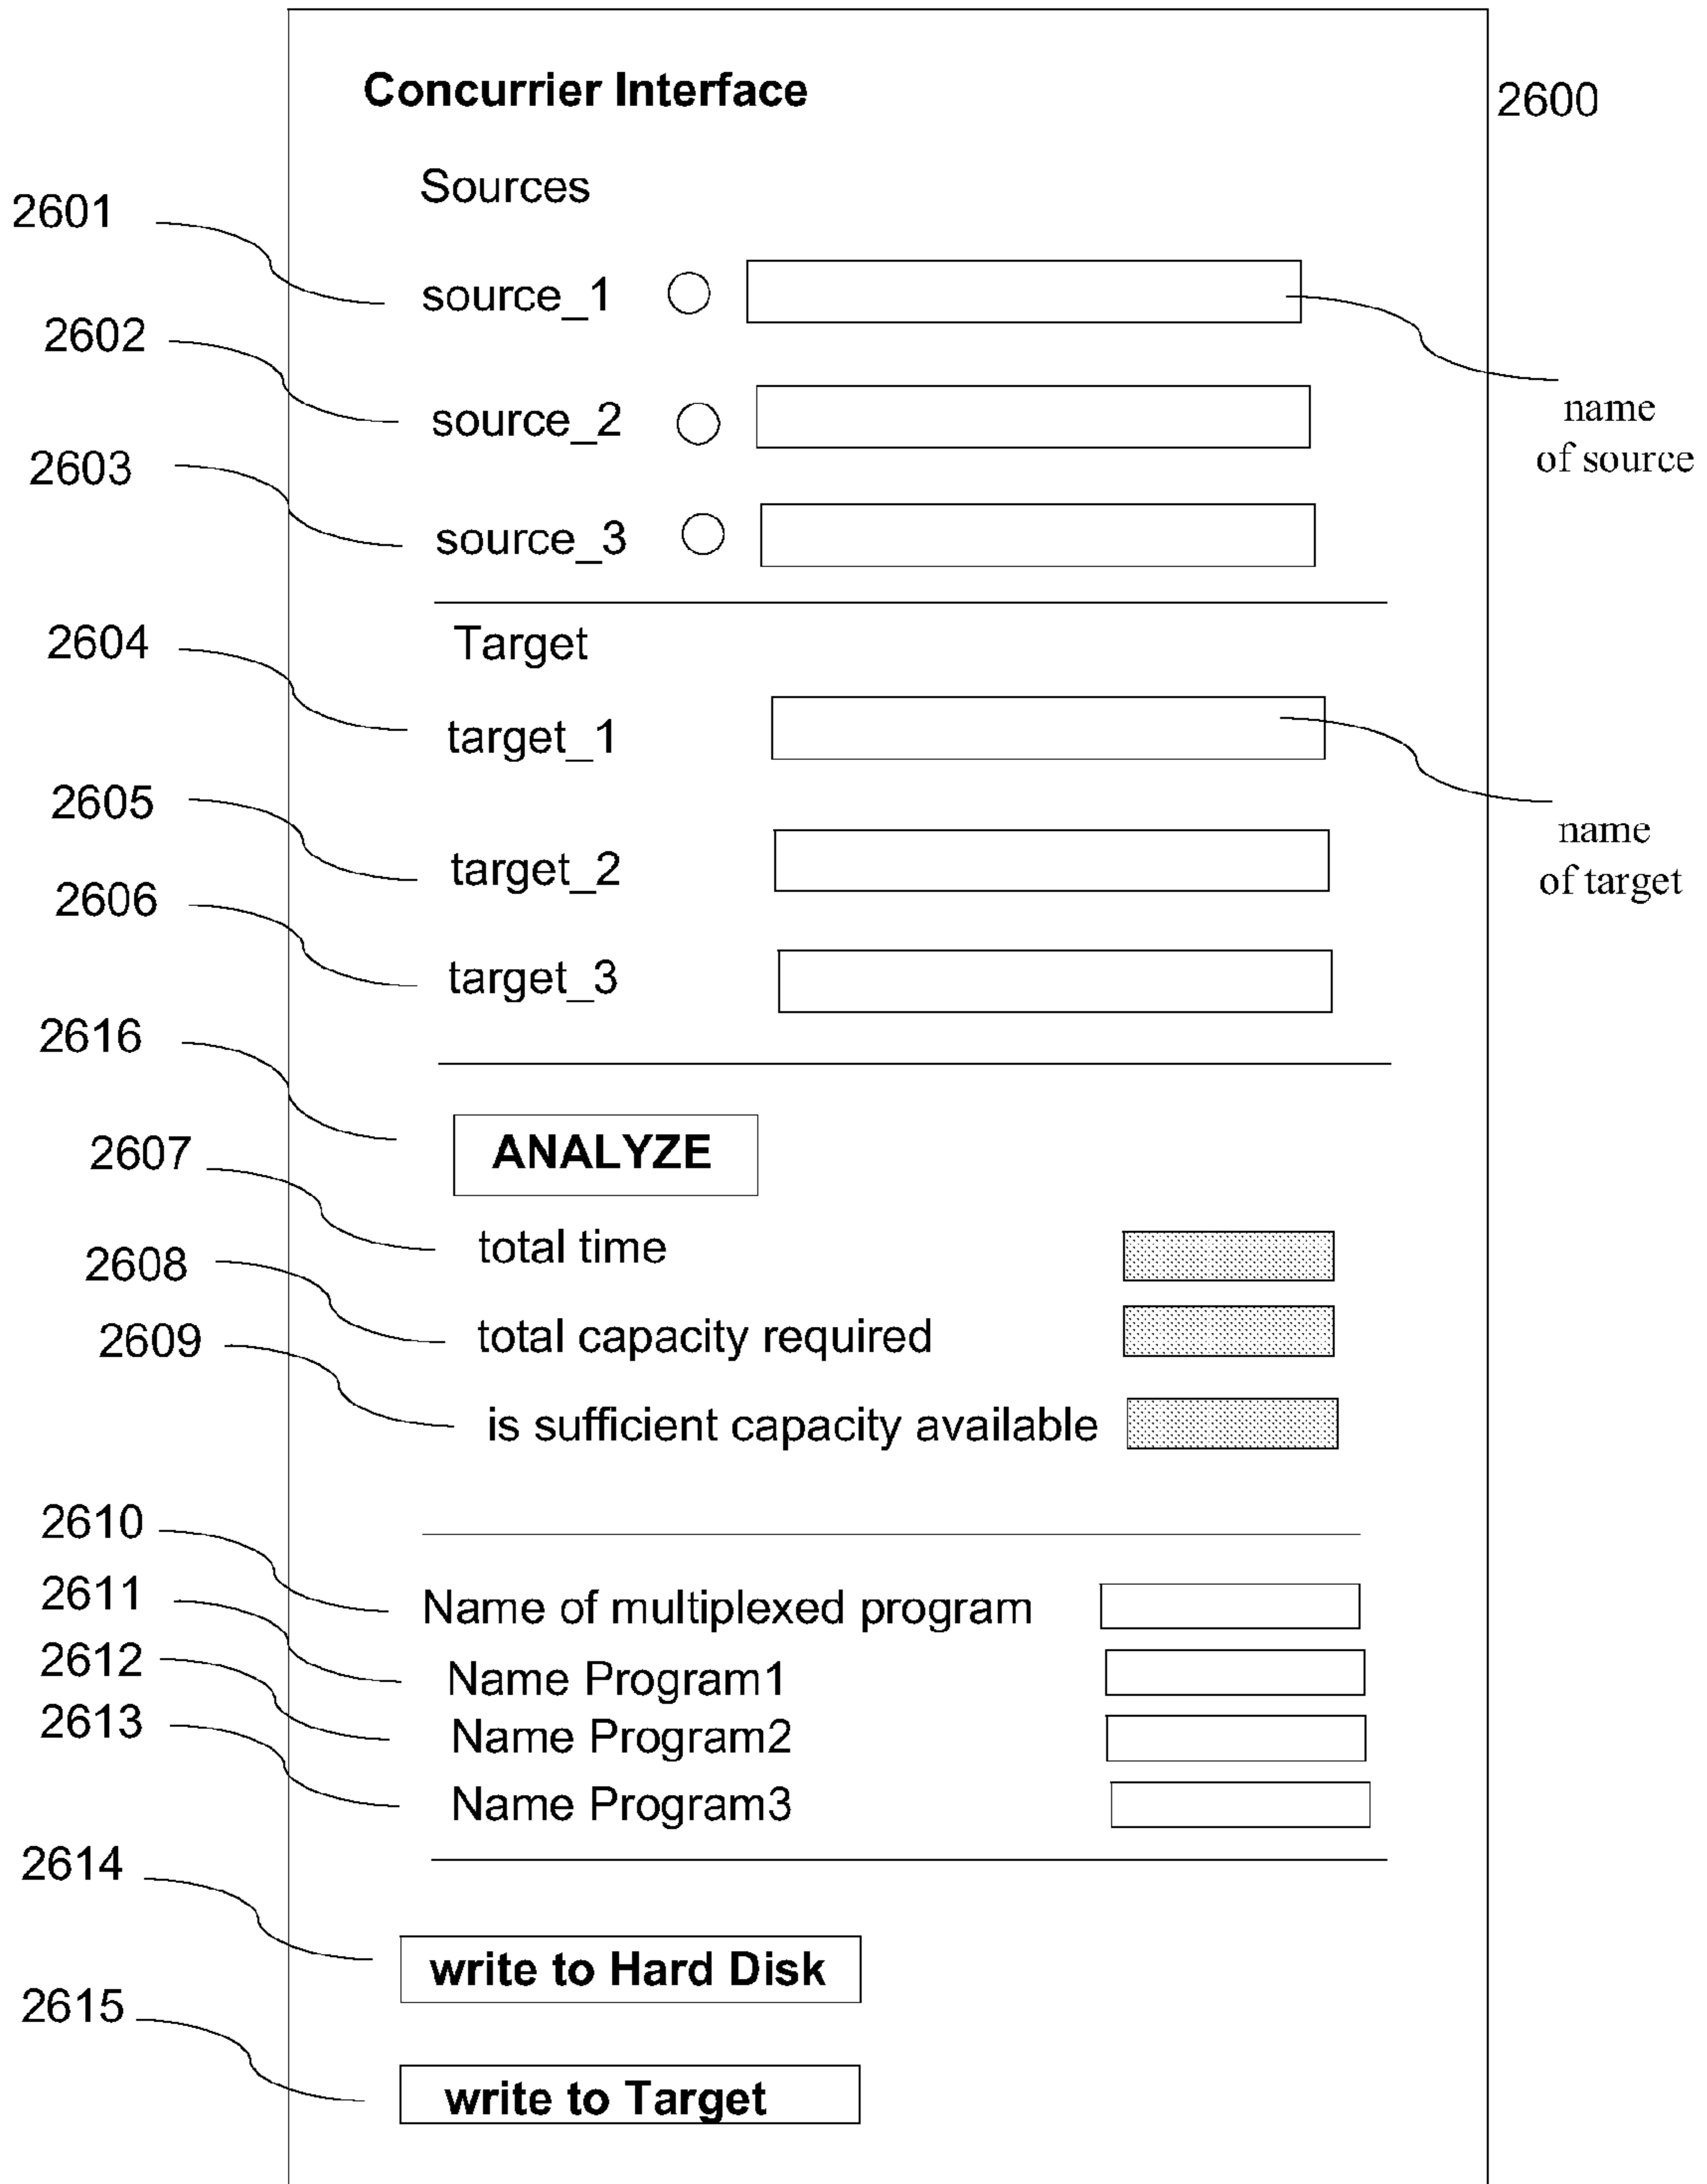 Concurrier Interface
2600
Sources
2601
source_1
2602
name
of source
source_2
2603
source_3
2604
Target
target_1
2605
name
of target
target_2
2606
target_3
2616
ANALYZE
2607
total time
2608
total capacity required
2609
is sufficient capacity available
2610
Name of multiplexed program
2611
Name Program1
2612
Name Program2
2613
Name Program3
2614
write to Hard Disk
2615
write to Target